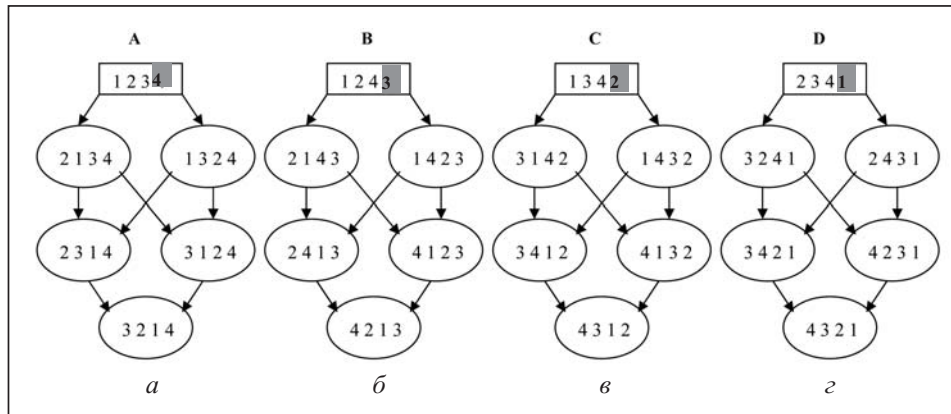 A B C D
1 2 3 4 1 2 4 3 1 3 4 2 2 3 4 1
2 1 3 4 1 3 2 4 2 1 4 3 1 4 2 3 3 1 4 2 1 4 3 2 3 2 4 1 2 4 3 1
2 3 1 4 3 1 2 4 2 4 1 3 4 1 2 3 3 4 1 2 4 1 3 2 3 4 2 1 4 2 3 1
3 2 1 4 4 2 1 3 4 3 1 2 4 3 2 1
а б в г